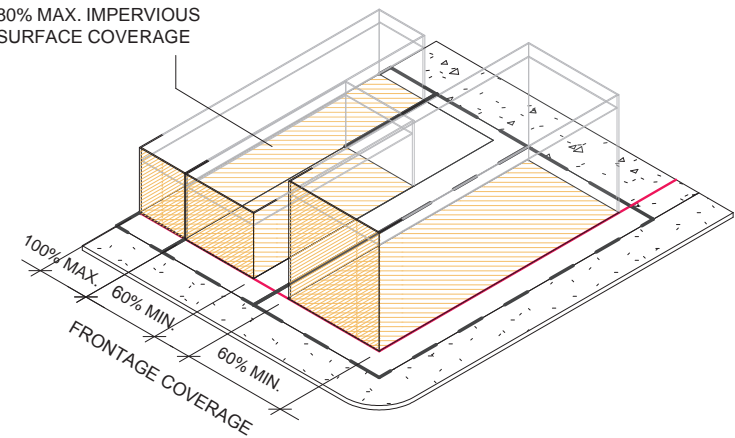 80% MAX. IMPERVIOUS
SURFACE COVERAGE
100% MAX.
60% MIN.
60% MIN.
FRONTAGE COVERAGE